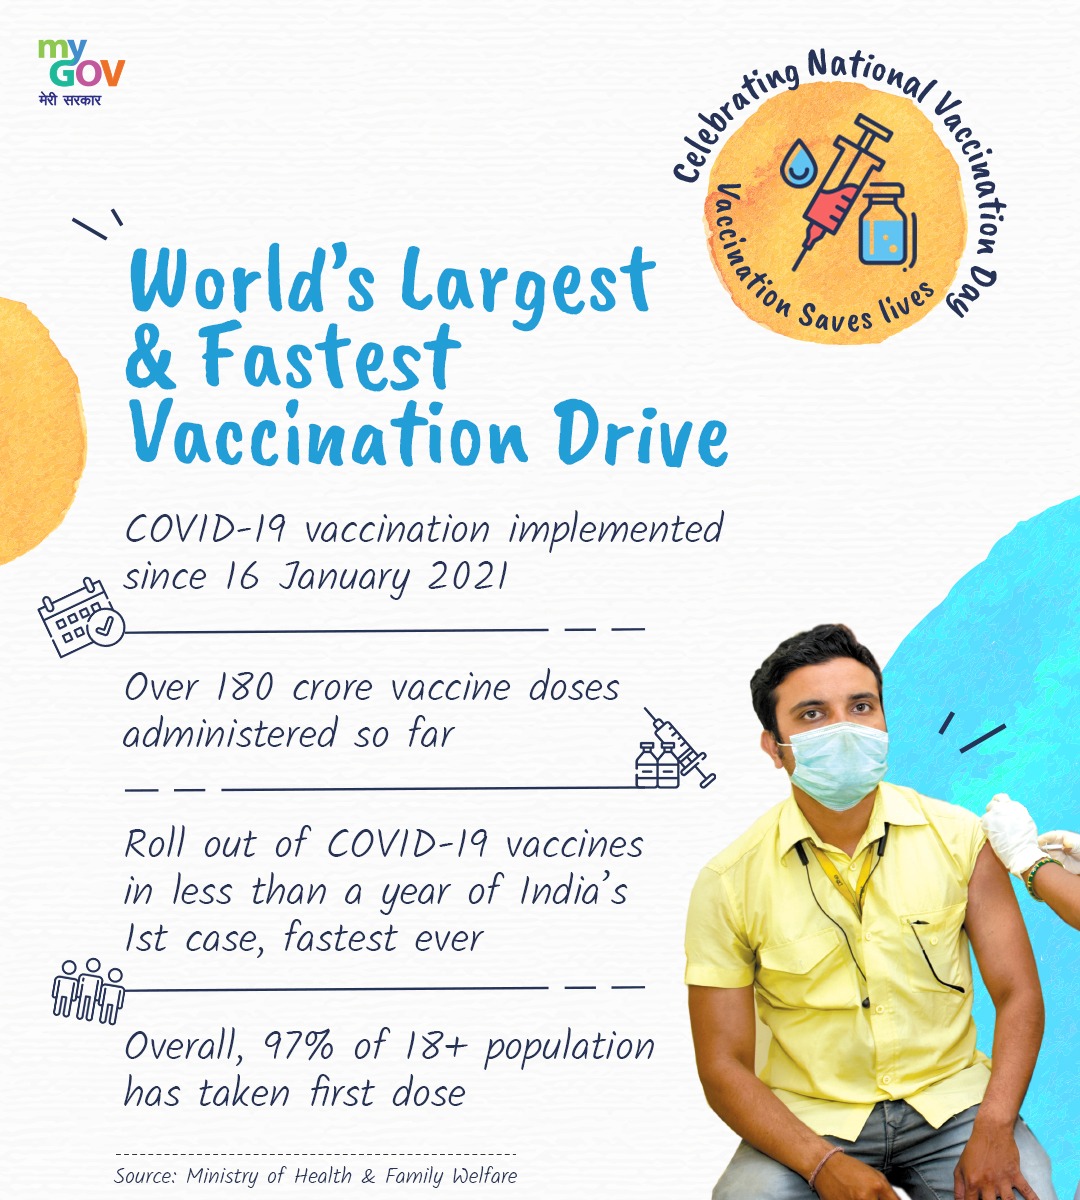 my
GOV
मेरी सरकार
Celebrating National Vaccination Day
Vaccination Saves lives
World's Largest
& Fastest
Vaccination Drive
COVID-19 vaccination implemented
since 16 January 2021
Over 180 crore vaccine doses
administered so far
Roll out of COVID-19 vaccines
in less than a year of India's
1st case, fastest ever
Overall, 97% of 18+ population
has taken first dose
Source: Ministry of Health & Family Welfare